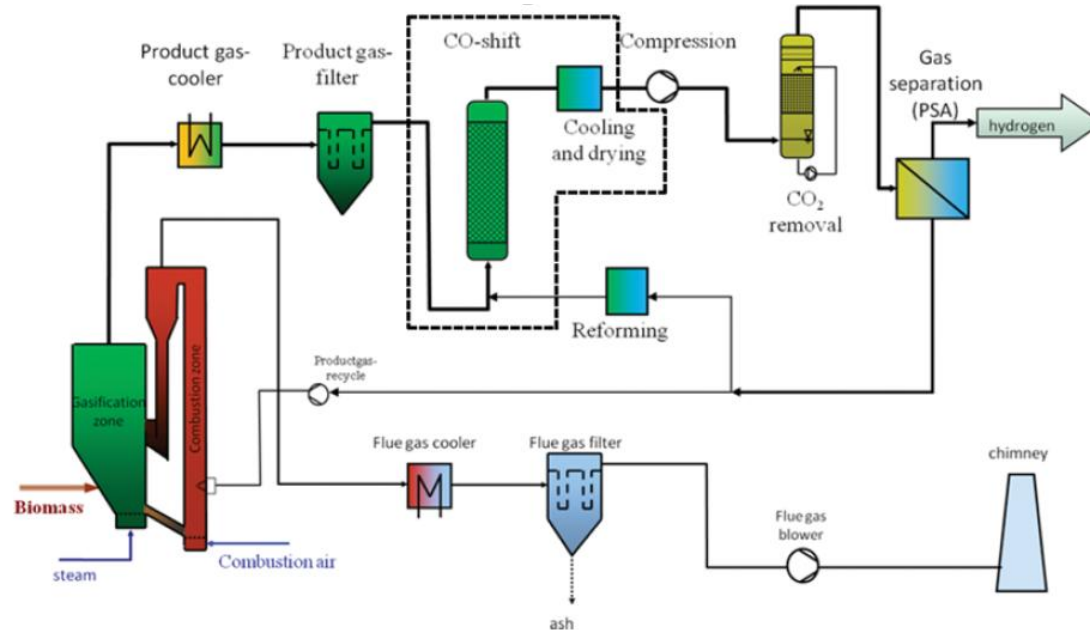 Product gas-
cooler
Product gas-
filter
CO-shift
Compression
Cooling
and drying
CO₂
removal
Gas
separation
(PSA)
hydrogen
Reforming
Productgas-
recycle
Gasification
zone
Combustion zone
Biomass
steam
Combustion air
Flue gas cooler
Flue gas filter
ash
Flue gas
blower
chimney